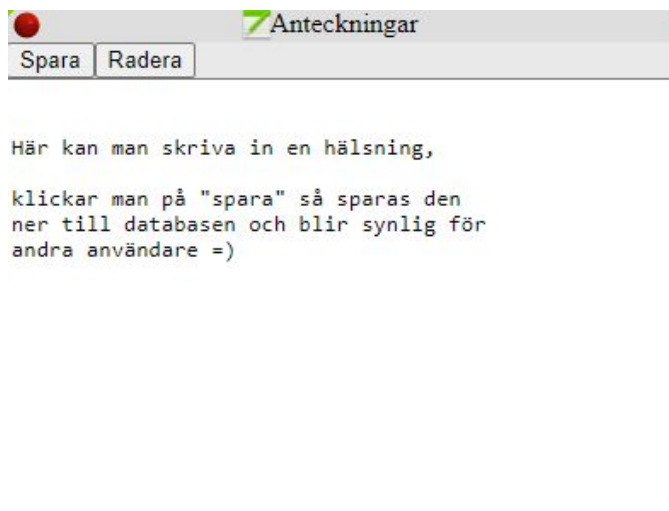 Anteckningar
Spara Radera
Här kan man skriva in en hälsning,
klickar man på "spara" så sparas den
ner till databasen och blir synlig för
andra användare =)